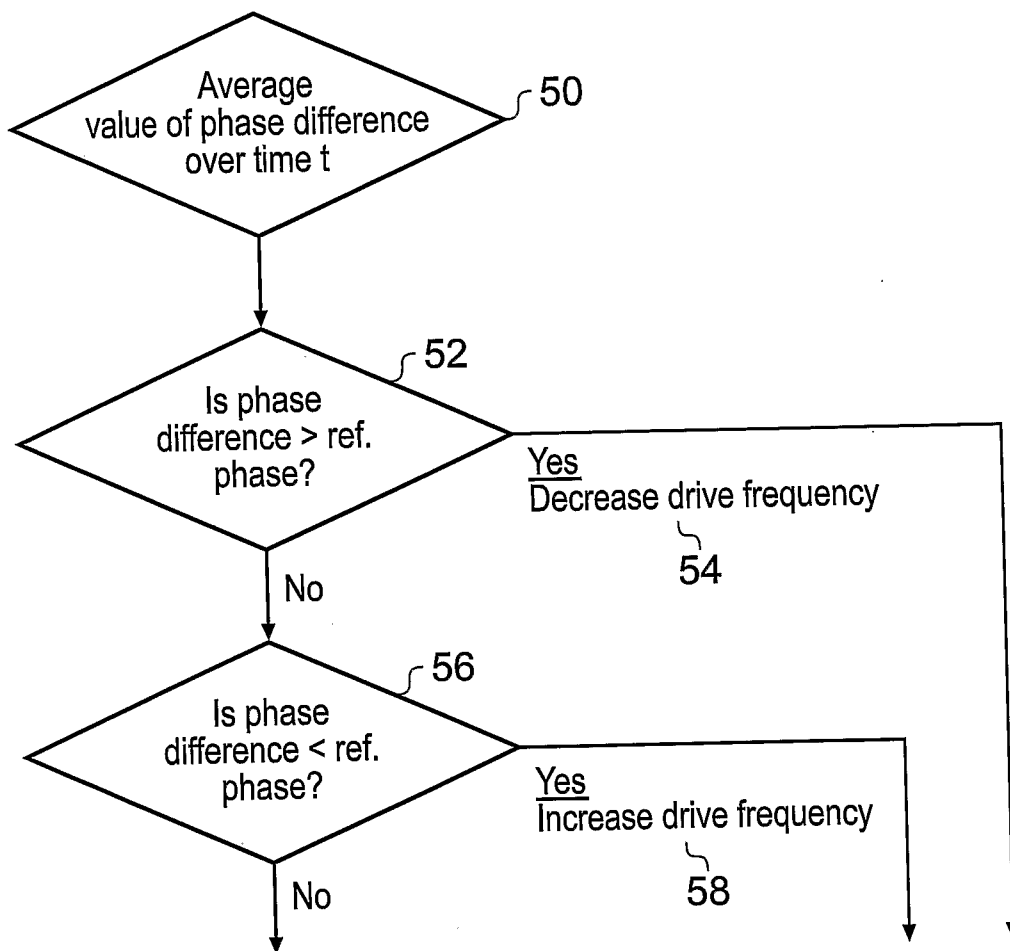 Average
value of phase difference
over time t
50
Is phase
difference > ref.
phase?
52
Yes
Decrease drive frequency
54
No
Is phase
difference < ref.
phase?
56
Yes
Increase drive frequency
58
No